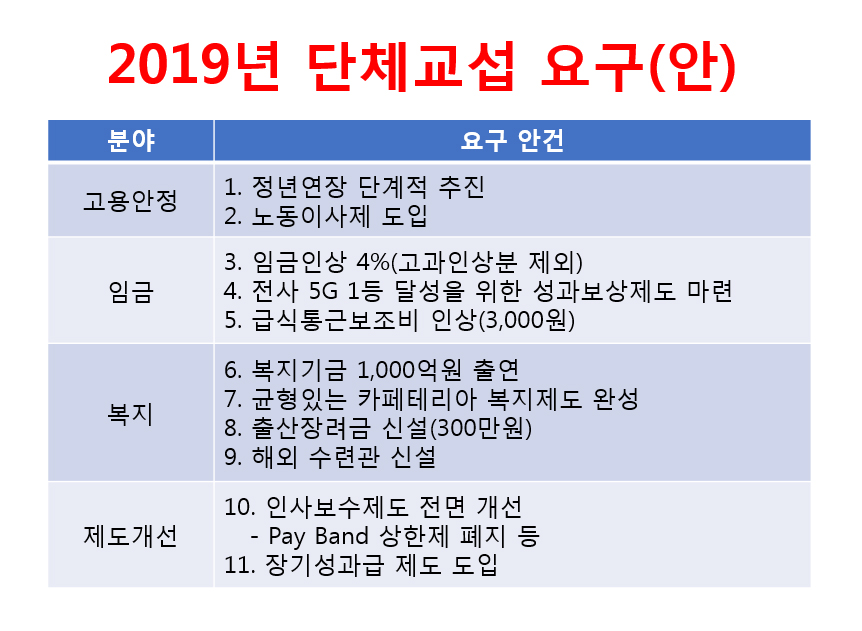 2019년 단체교섭 요구(안)
분야
요구 안건
고용안정
1. 정년연장 단계적 추진
2. 노동이사제 도입
임금
3. 임금인상 4%(고과인상분 제외)
4. 전사 5G 1등 달성을 위한 성과보상제도 마련
5. 급식통근보조비 인상(3,000원)
복지
6. 복지기금 1,000억원 출연
7. 균형있는 카페테리아 복지제도 완성
8. 출산장려금 신설(300만원)
9. 해외 수련관 신설
제도개선
10. 인사보수제도 전면 개선
- Pay Band 상한제 폐지 등
11. 장기성과급 제도 도입